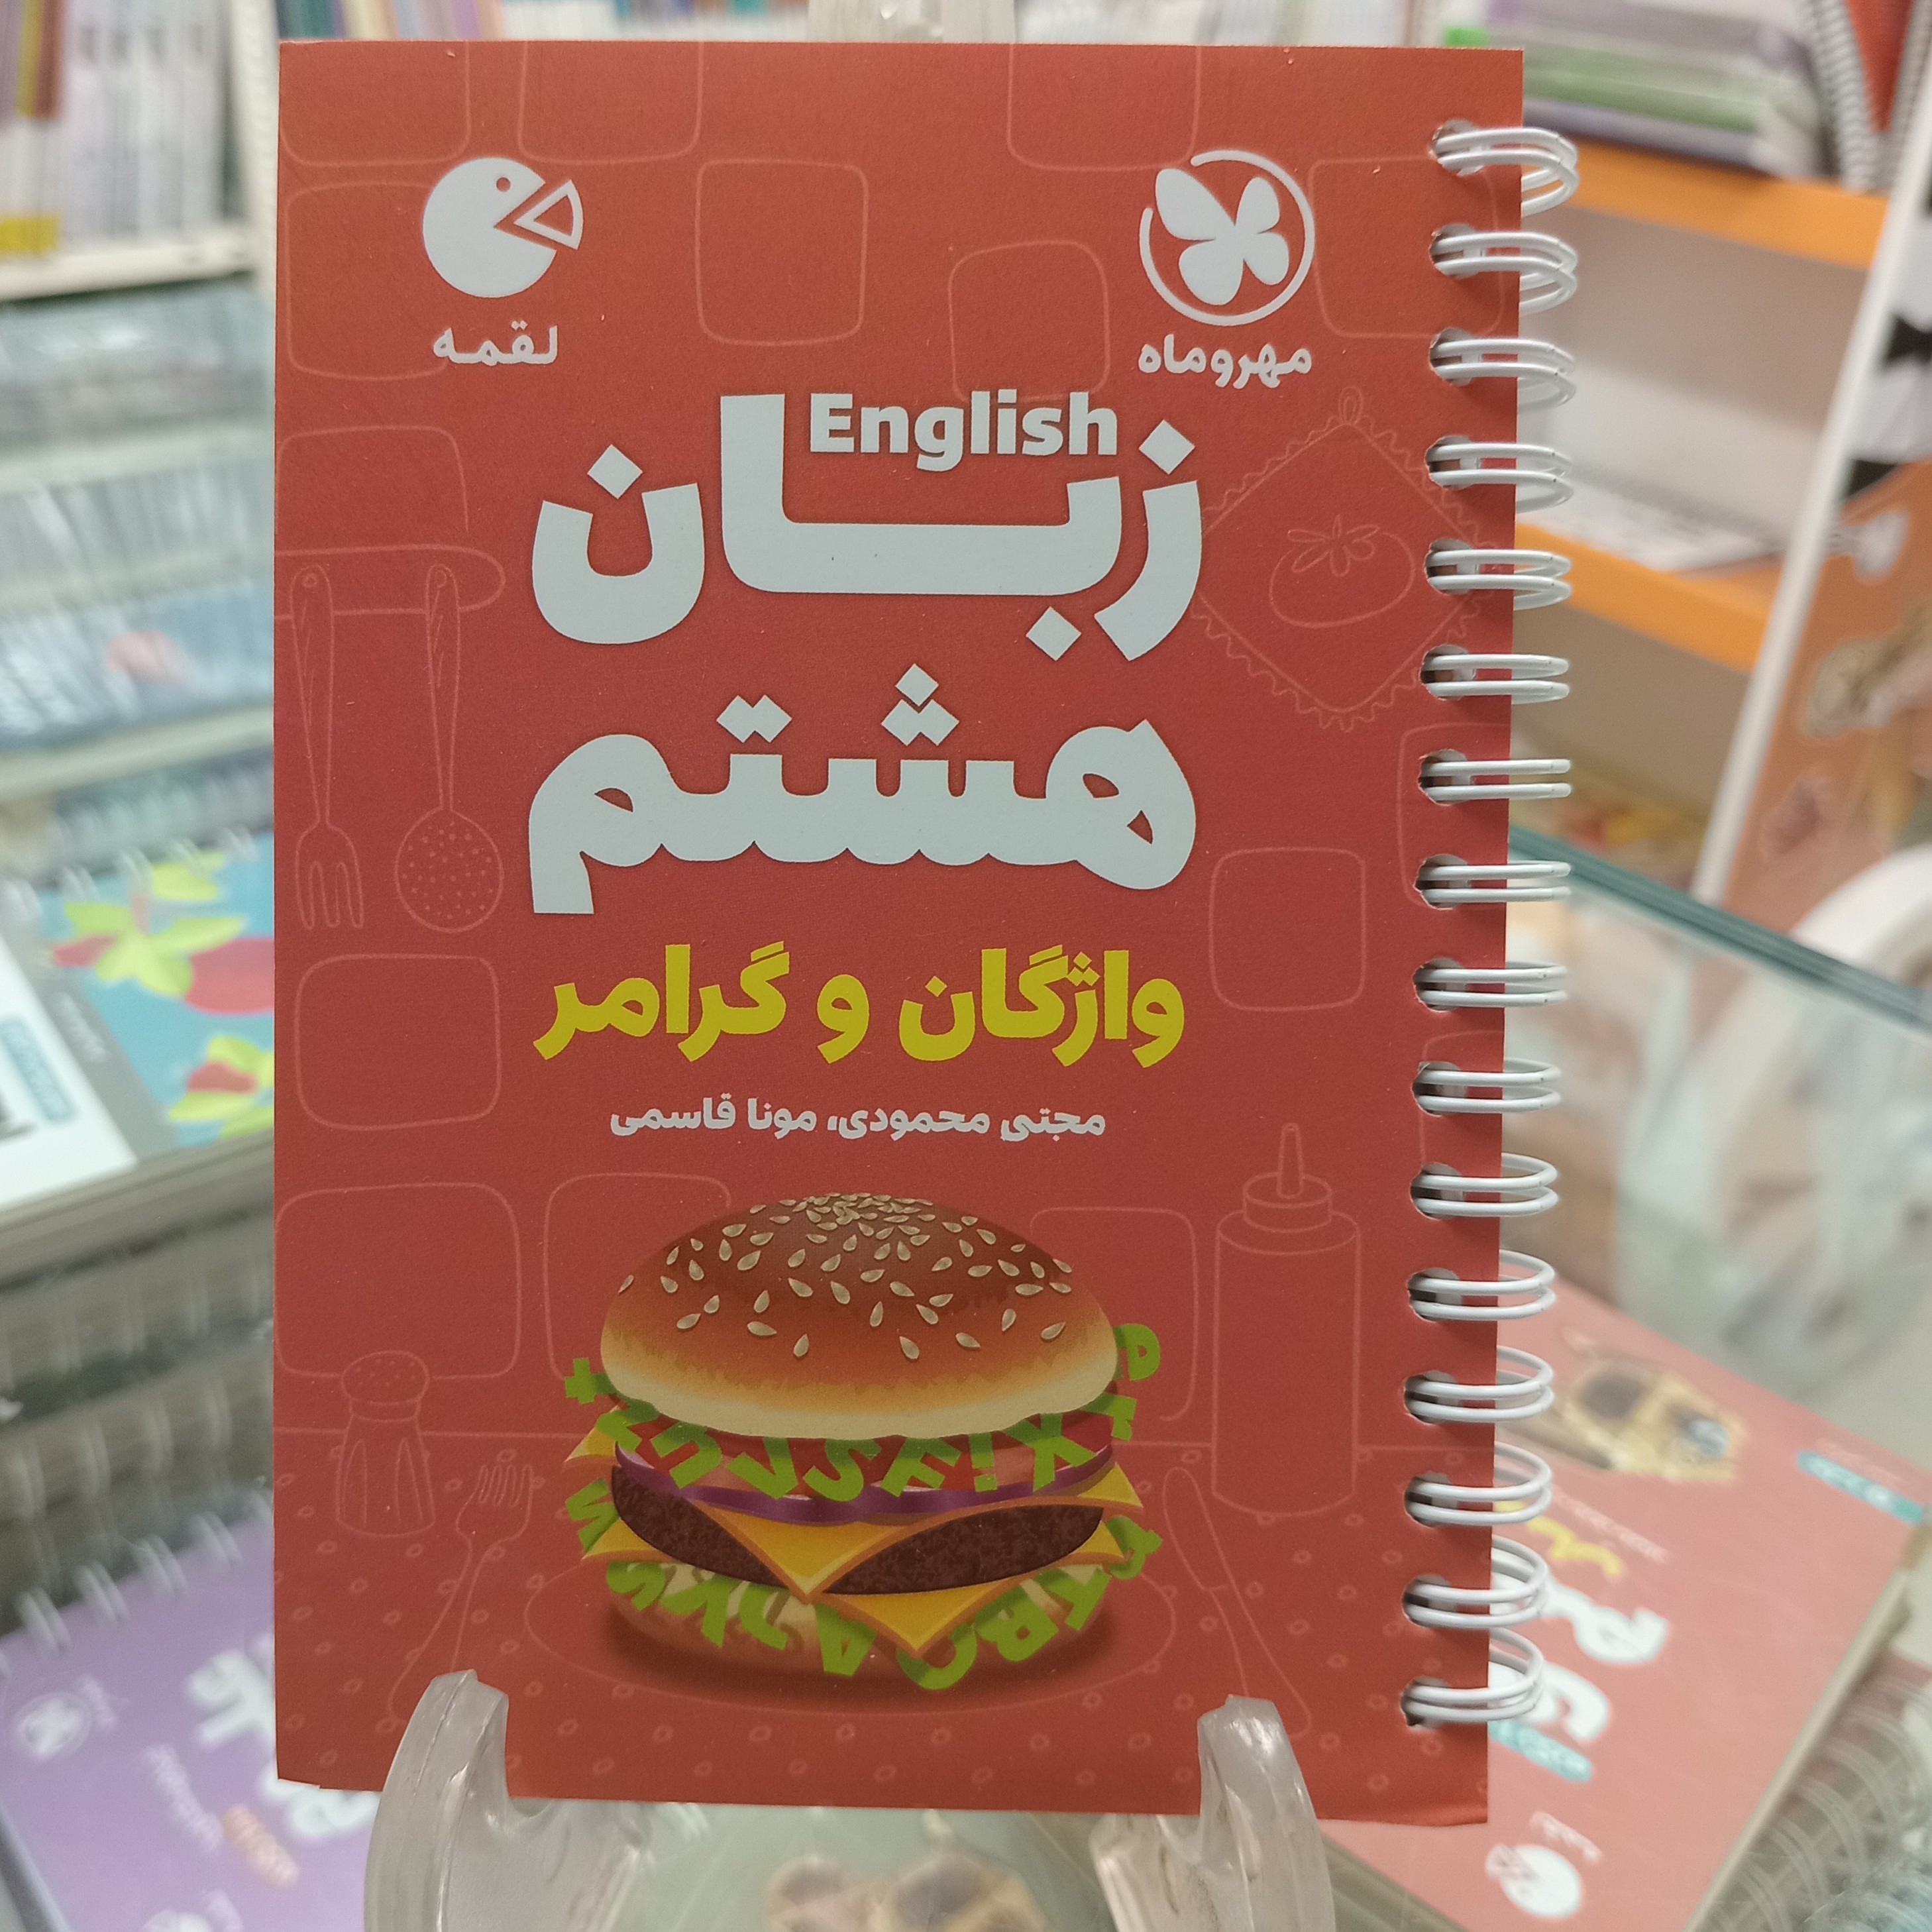 مهروماه
لقمه
English
زبان
هشتم
واژگان و گرامر
مجتبی محمودی، مونا قاسمی